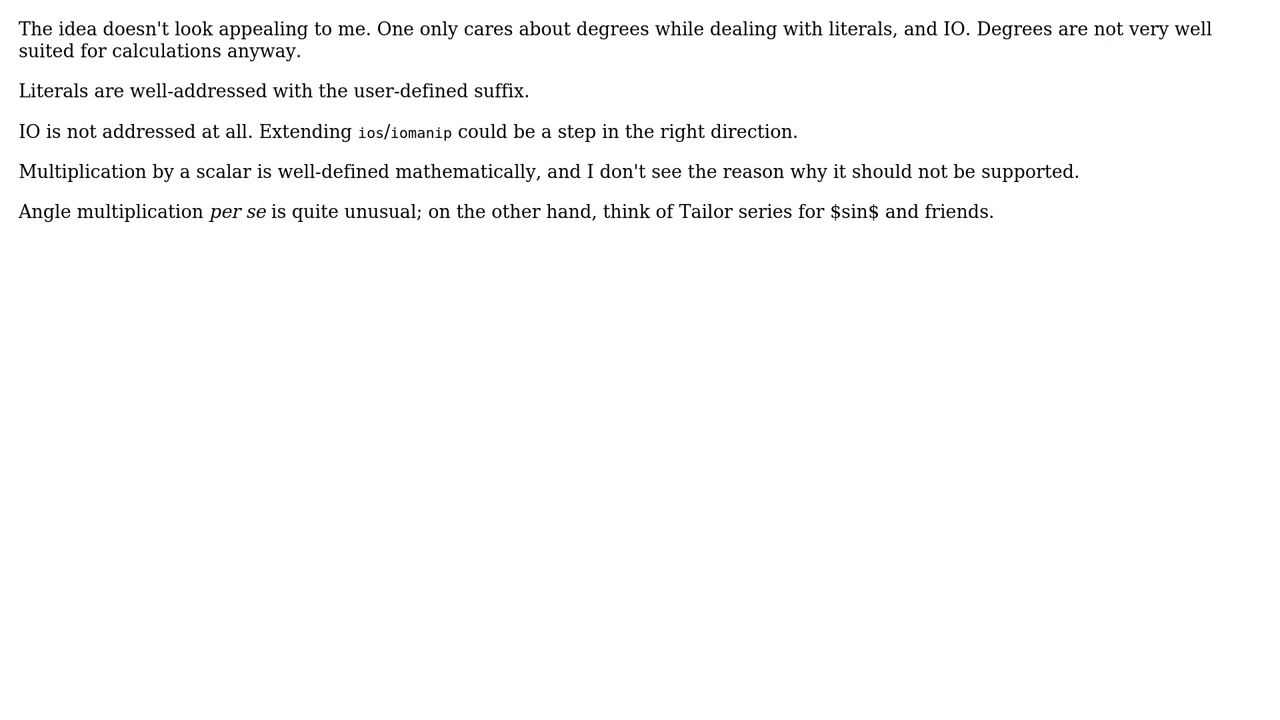 The idea doesn't look appealing to me. One only cares about degrees while dealing with literals, and IO. Degrees are not very well
suited for calculations anyway.
Literals are well-addressed with the user-defined suffix.
IO is not addressed at all. Extending ios/iomanip could be a step in the right direction.
Multiplication by a scalar is well-defined mathematically, and I don't see the reason why it should not be supported.
Angle multiplication per se is quite unusual; on the other hand, think of Tailor series for $sin$ and friends.